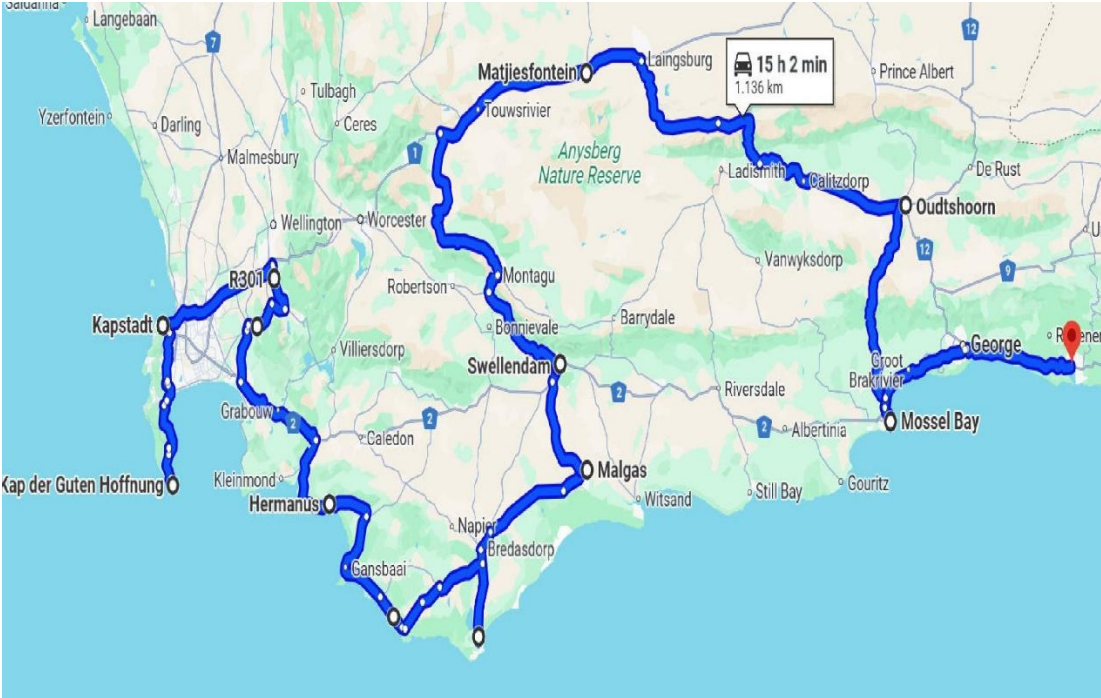 Saldanha
Langebaan
7
2
12
Laingsburg
15 h 2 min
1.136 km
Prince Albert
Matjiesfontein
Tulbagh
Touwsrivier
Yzerfontein
Darling
Ceres
Malmesbury
1
Anysberg
Nature Reserve
Ladismith
Calitzdorp
De Rust
Oudtshoorn
Wellington
Worcester
12
R301
Robertson
Montagu
Vanwyksdorp
9
Kapstadt
Bonnievale
Barrydale
Villiersdorp
Swellendam
Groot
Brakrivier
George
Riversdale
2
Grabouw
2
2
Caledon
2
Albertinia
Mossel Bay
Kap der Guten Hoffnung
Kleinmond
Hermanus
Malgas
Witsand
Still Bay
Gouritz
Napier
Bredasdorp
Gansbaai